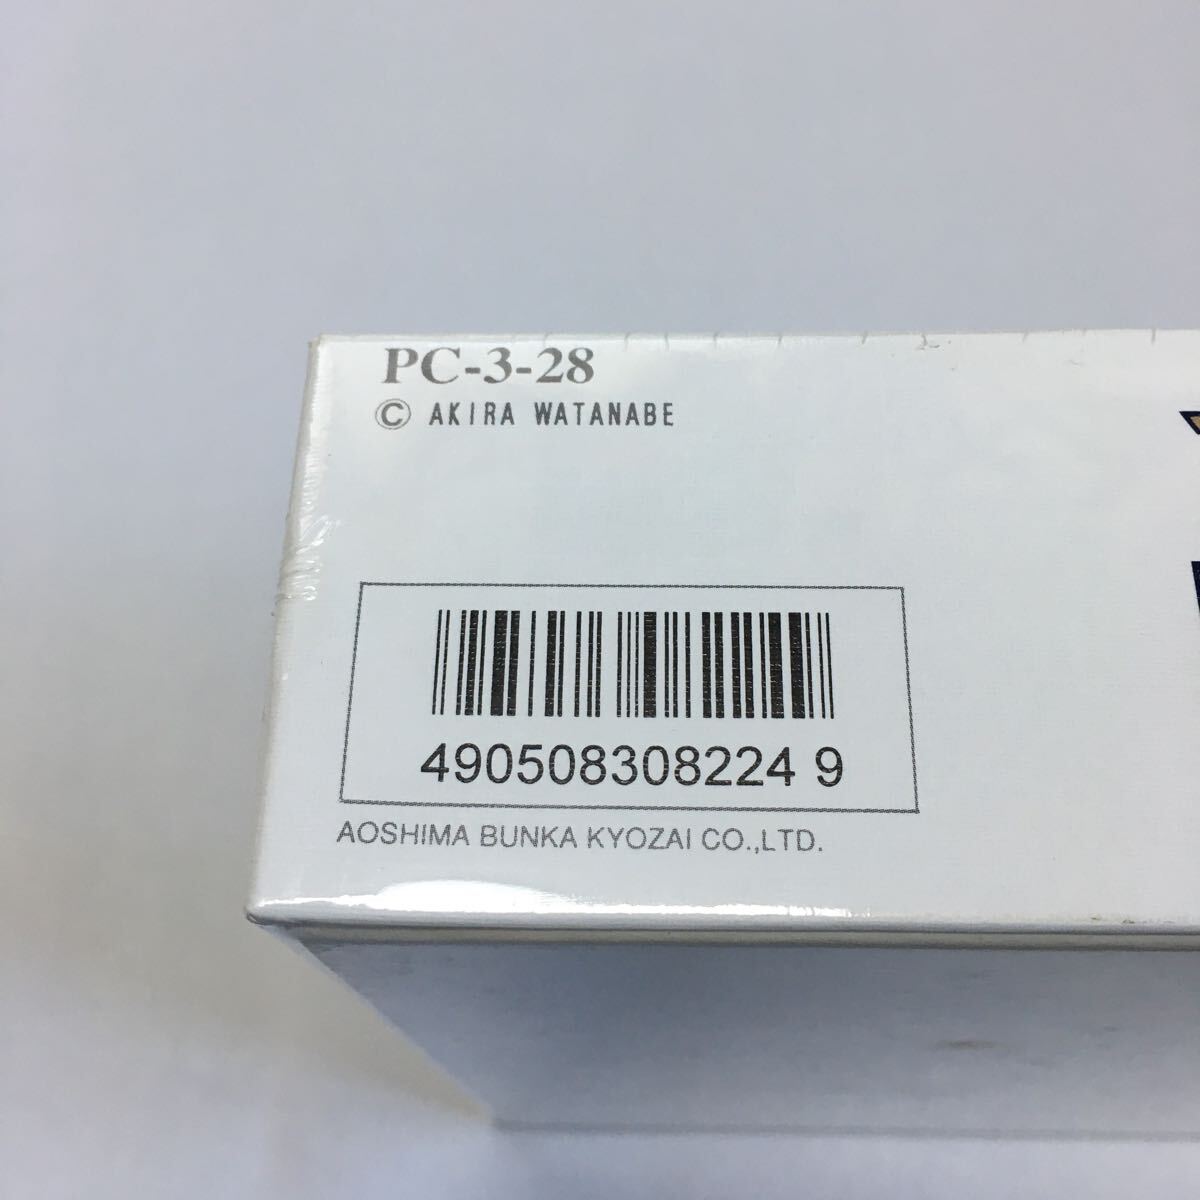 PC-3-28
© AKIRA WATANABE
490508308224 9
AOSHIMA BUNKA KYOZAI CO.,LTD.